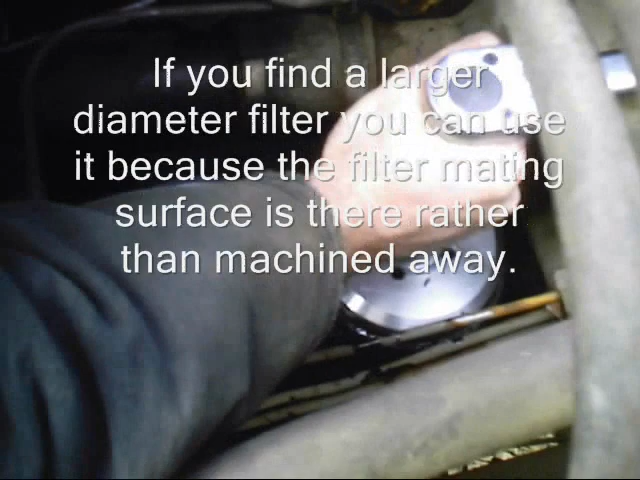 If you find a larger
diameter filter you can use
it because the filter mating
surface is there rather
than machined away.